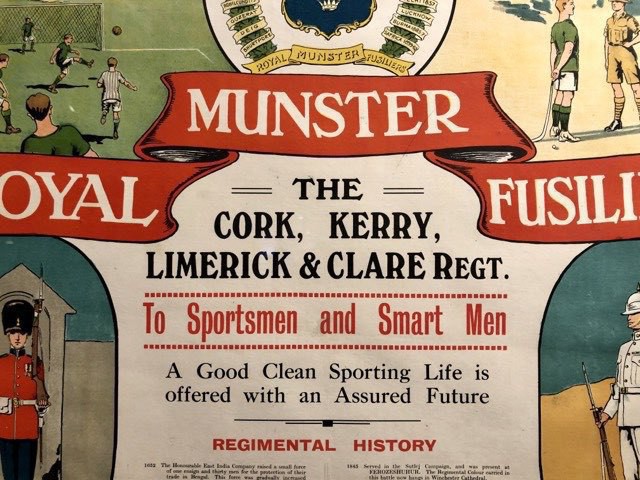 ROYAL MUNSTER FUSILIERS
LUCKNOW
MUNSTER
OYAL
FUSILI
THE
CORK, KERRY,
LIMERICK & CLARE REGT.
To Sportsmen and Smart Men
A Good Clean Sporting Life is
offered with an Assured Future
REGIMENTAL HISTORY
1652 The Honourable East India Company raised a small force
of one ensign and thirty men for the protection of their
trade in Bengal. This force was gradually increased
1845 Served in the Sutlej Campaign, and was present at
FEROZESHUHUR. The Regimental Colour carried in
this battle now hangs in Winchester Cathedral.